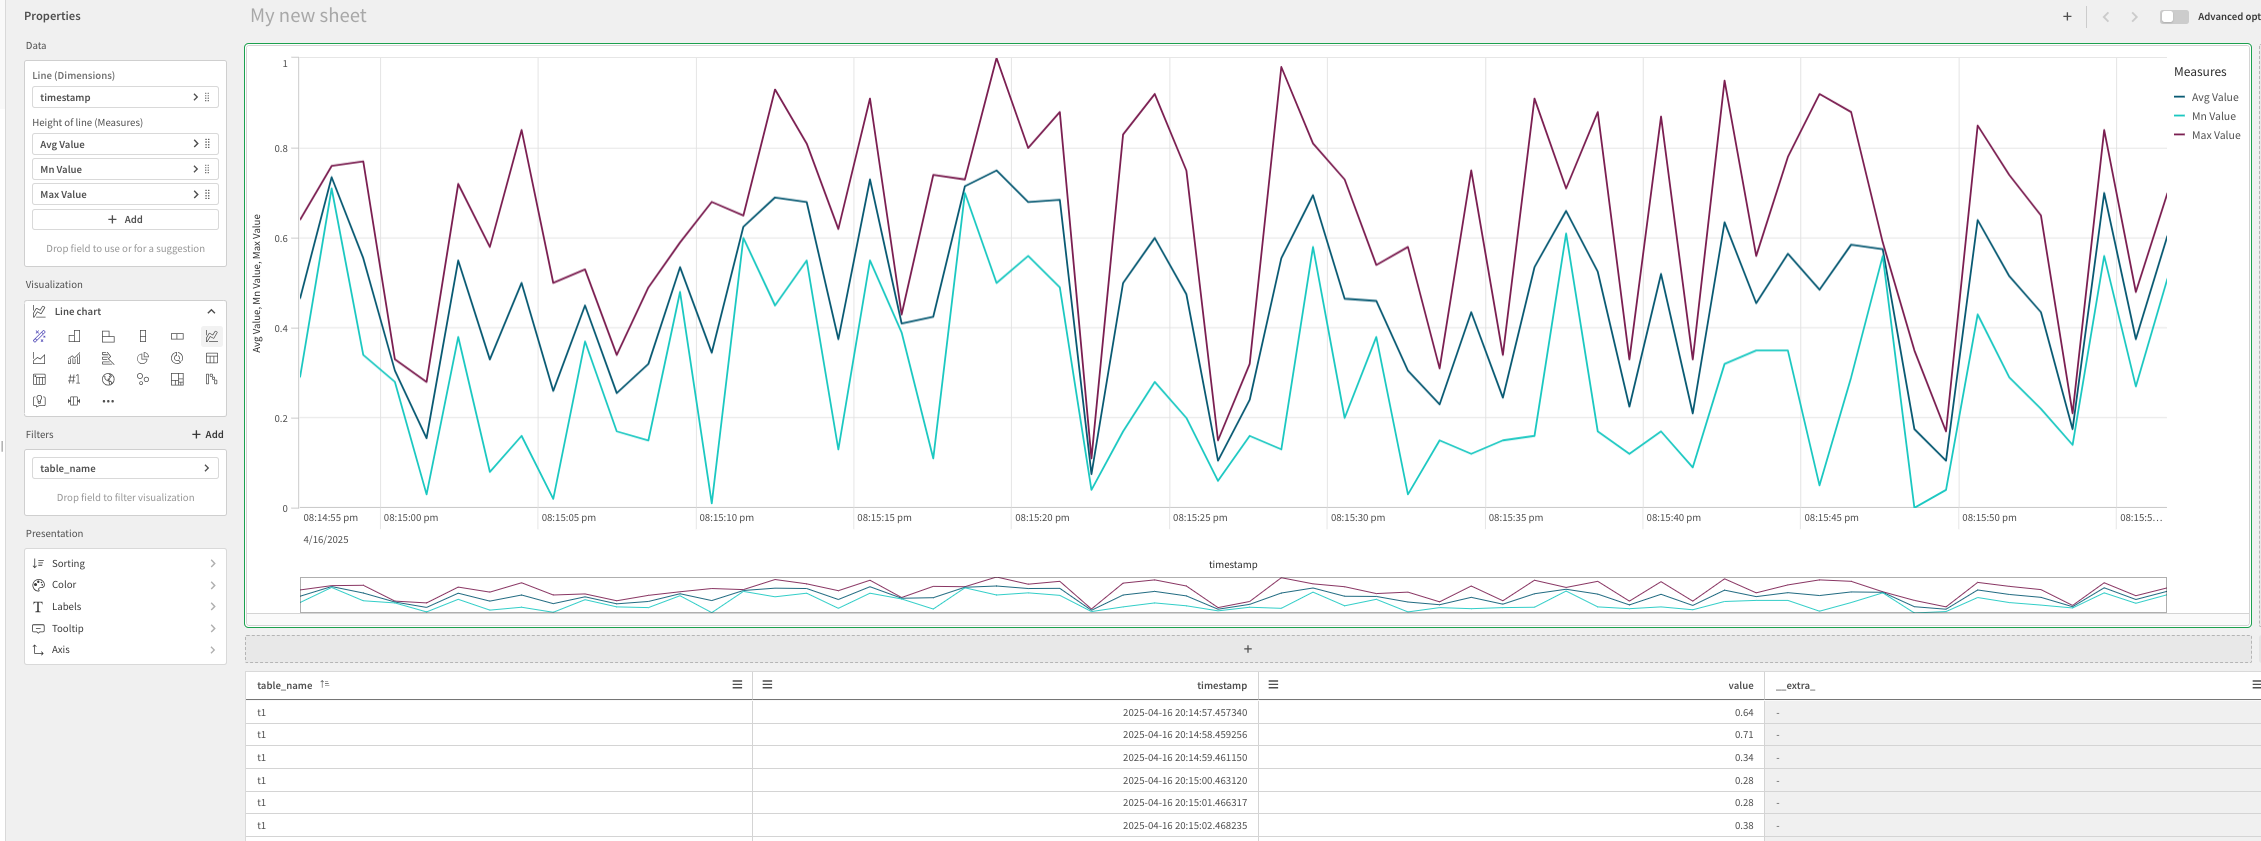 Properties
My new sheet
Advanced opt
Data
Line (Dimensions)
timestamp
Height of line (Measures)
Avg Value
Mn Value
Max Value
Add
Drop field to use or for a suggestion
Visualization
Line chart
#1
Filters
Add
table_name
Drop field to filter visualization
Presentation
Sorting
Color
Labels
Tooltip
Axis
Avg Value, Mn Value, Max Value
1
0.8
0.6
0.4
0.2
0
08:14:55 pm 08:15:00 pm 08:15:05 pm 08:15:10 pm 08:15:15 pm 08:15:20 pm 08:15:25 pm 08:15:30 pm 08:15:35 pm 08:15:40 pm 08:15:45 pm 08:15:50 pm 08:15:5...
4/16/2025
timestamp
Measures
Avg Value
Mn Value
Max Value
table_name timestamp value __extra_
t1 2025-04-16 20:14:57.457340 0.64 -
t1 2025-04-16 20:14:58.459256 0.71 -
t1 2025-04-16 20:14:59.461150 0.34 -
t1 2025-04-16 20:15:00.463120 0.28 -
t1 2025-04-16 20:15:01.466317 0.28 -
t1 2025-04-16 20:15:02.468235 0.38 -